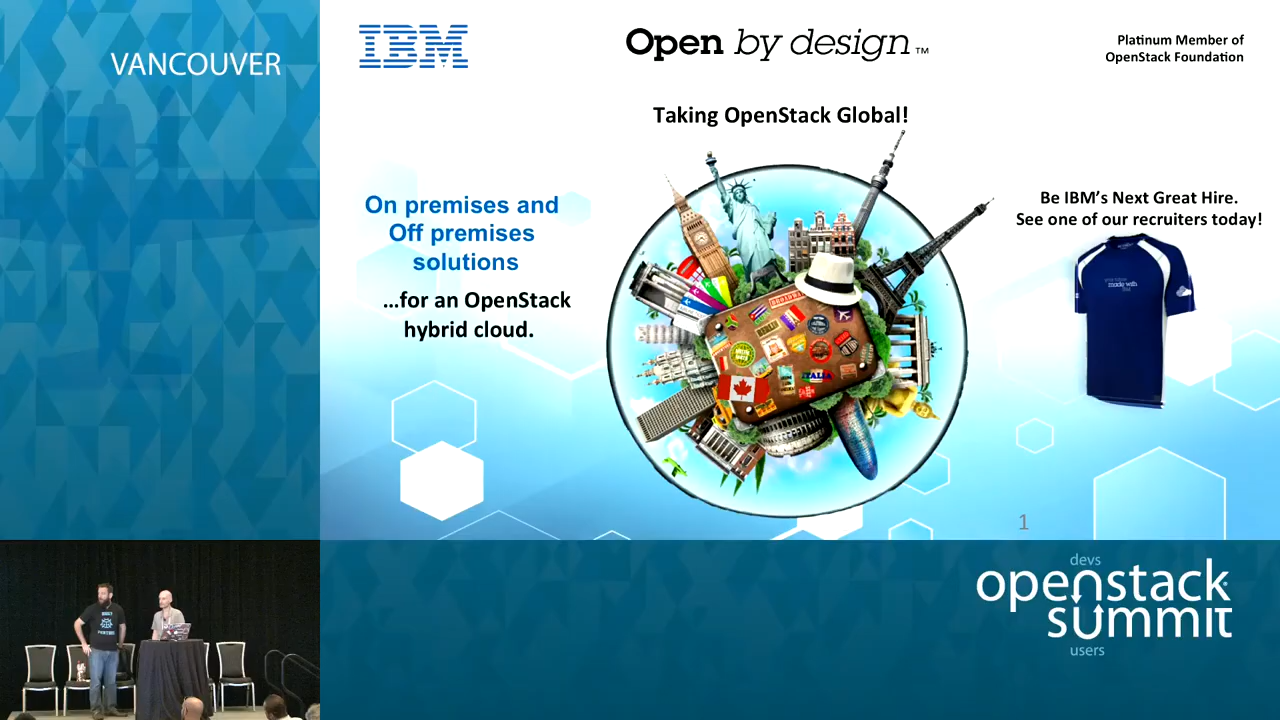 VANCOUVER
IBM
Open by design™
Platinum Member of
OpenStack Foundation
Taking OpenStack Global!
On premises and
Off premises
solutions
...for an OpenStack
hybrid cloud.
Be IBM's Next Great Hire.
See one of our recruiters today!
made with
ITALIA
1
devs
openstack
summit
users